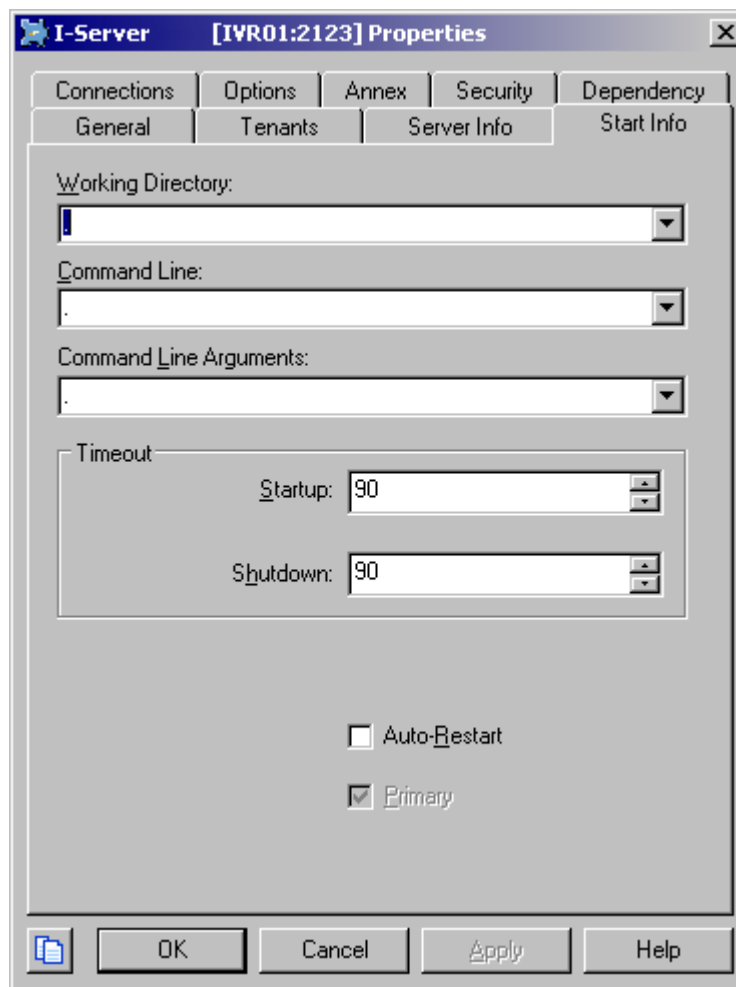 I-Server [IVR01:2123] Properties
Connections Options Annex Security Dependency
General Tenants Server Info Start Info
Working Directory:
.
Command Line:
.
Command Line Arguments:
.
Timeout
Startup: 90
Shutdown: 90
Auto-Restart
Primary
OK Cancel Apply Help